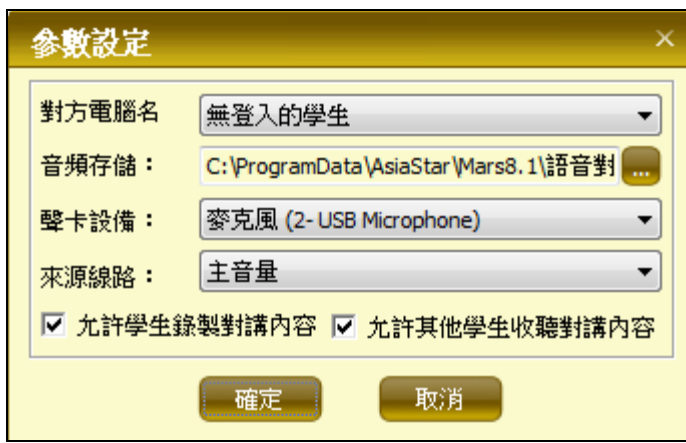 參數設定
對方電腦名 無登入的學生
音頻存儲： C:\ProgramData\AsiaStar\Mars8.1\語音對 ...
聲卡設備： 麥克風 (2- USB Microphone)
來源線路： 主音量
允許學生錄製對講內容 允許其他學生收聽對講內容
確定 取消